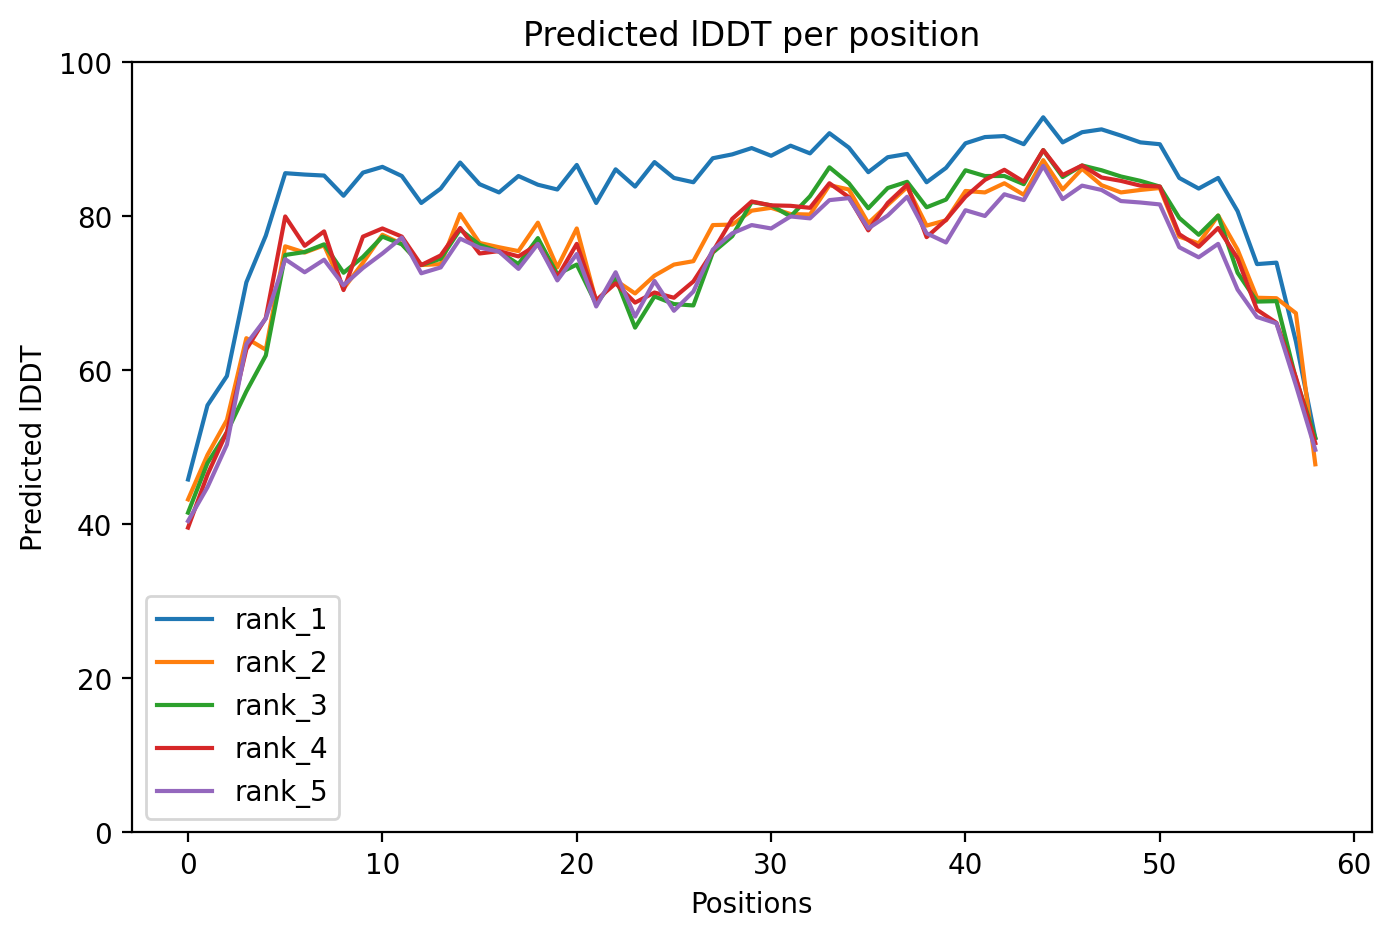 Predicted lDDT per position
100
80
60
40
20
0
Predicted lDDT
rank_1
rank_2
rank_3
rank_4
rank_5
0 10 20 30 40 50 60
Positions